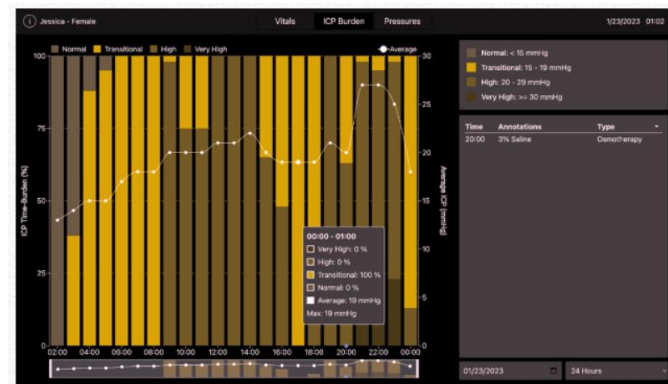 Jessica - Female
Vitals
ICP Burden
Pressures
1/23/2023 01:02
Normal
Transitional
High
Very High
Average
100
75
50
25
0
ICP Time-Burden (%)
30
25
20
15
10
5
0
Average ICP (mmHg)
02:00 04:00 06:00 08:00 10:00 12:00 14:00 16:00 18:00 20:00 22:00 00:00
00:00 - 01:00
Very High: 0 %
High: 0 %
Transitional: 100 %
Normal: 0 %
Average: 19 mmHg
Max: 19 mmHg
Normal: < 15 mmHg
Transitional: 15 - 19 mmHg
High: 20 - 29 mmHg
Very High: >= 30 mmHg
Time Annotations Type
20:00 3% Saline Osmotherapy
01/23/2023
24 Hours